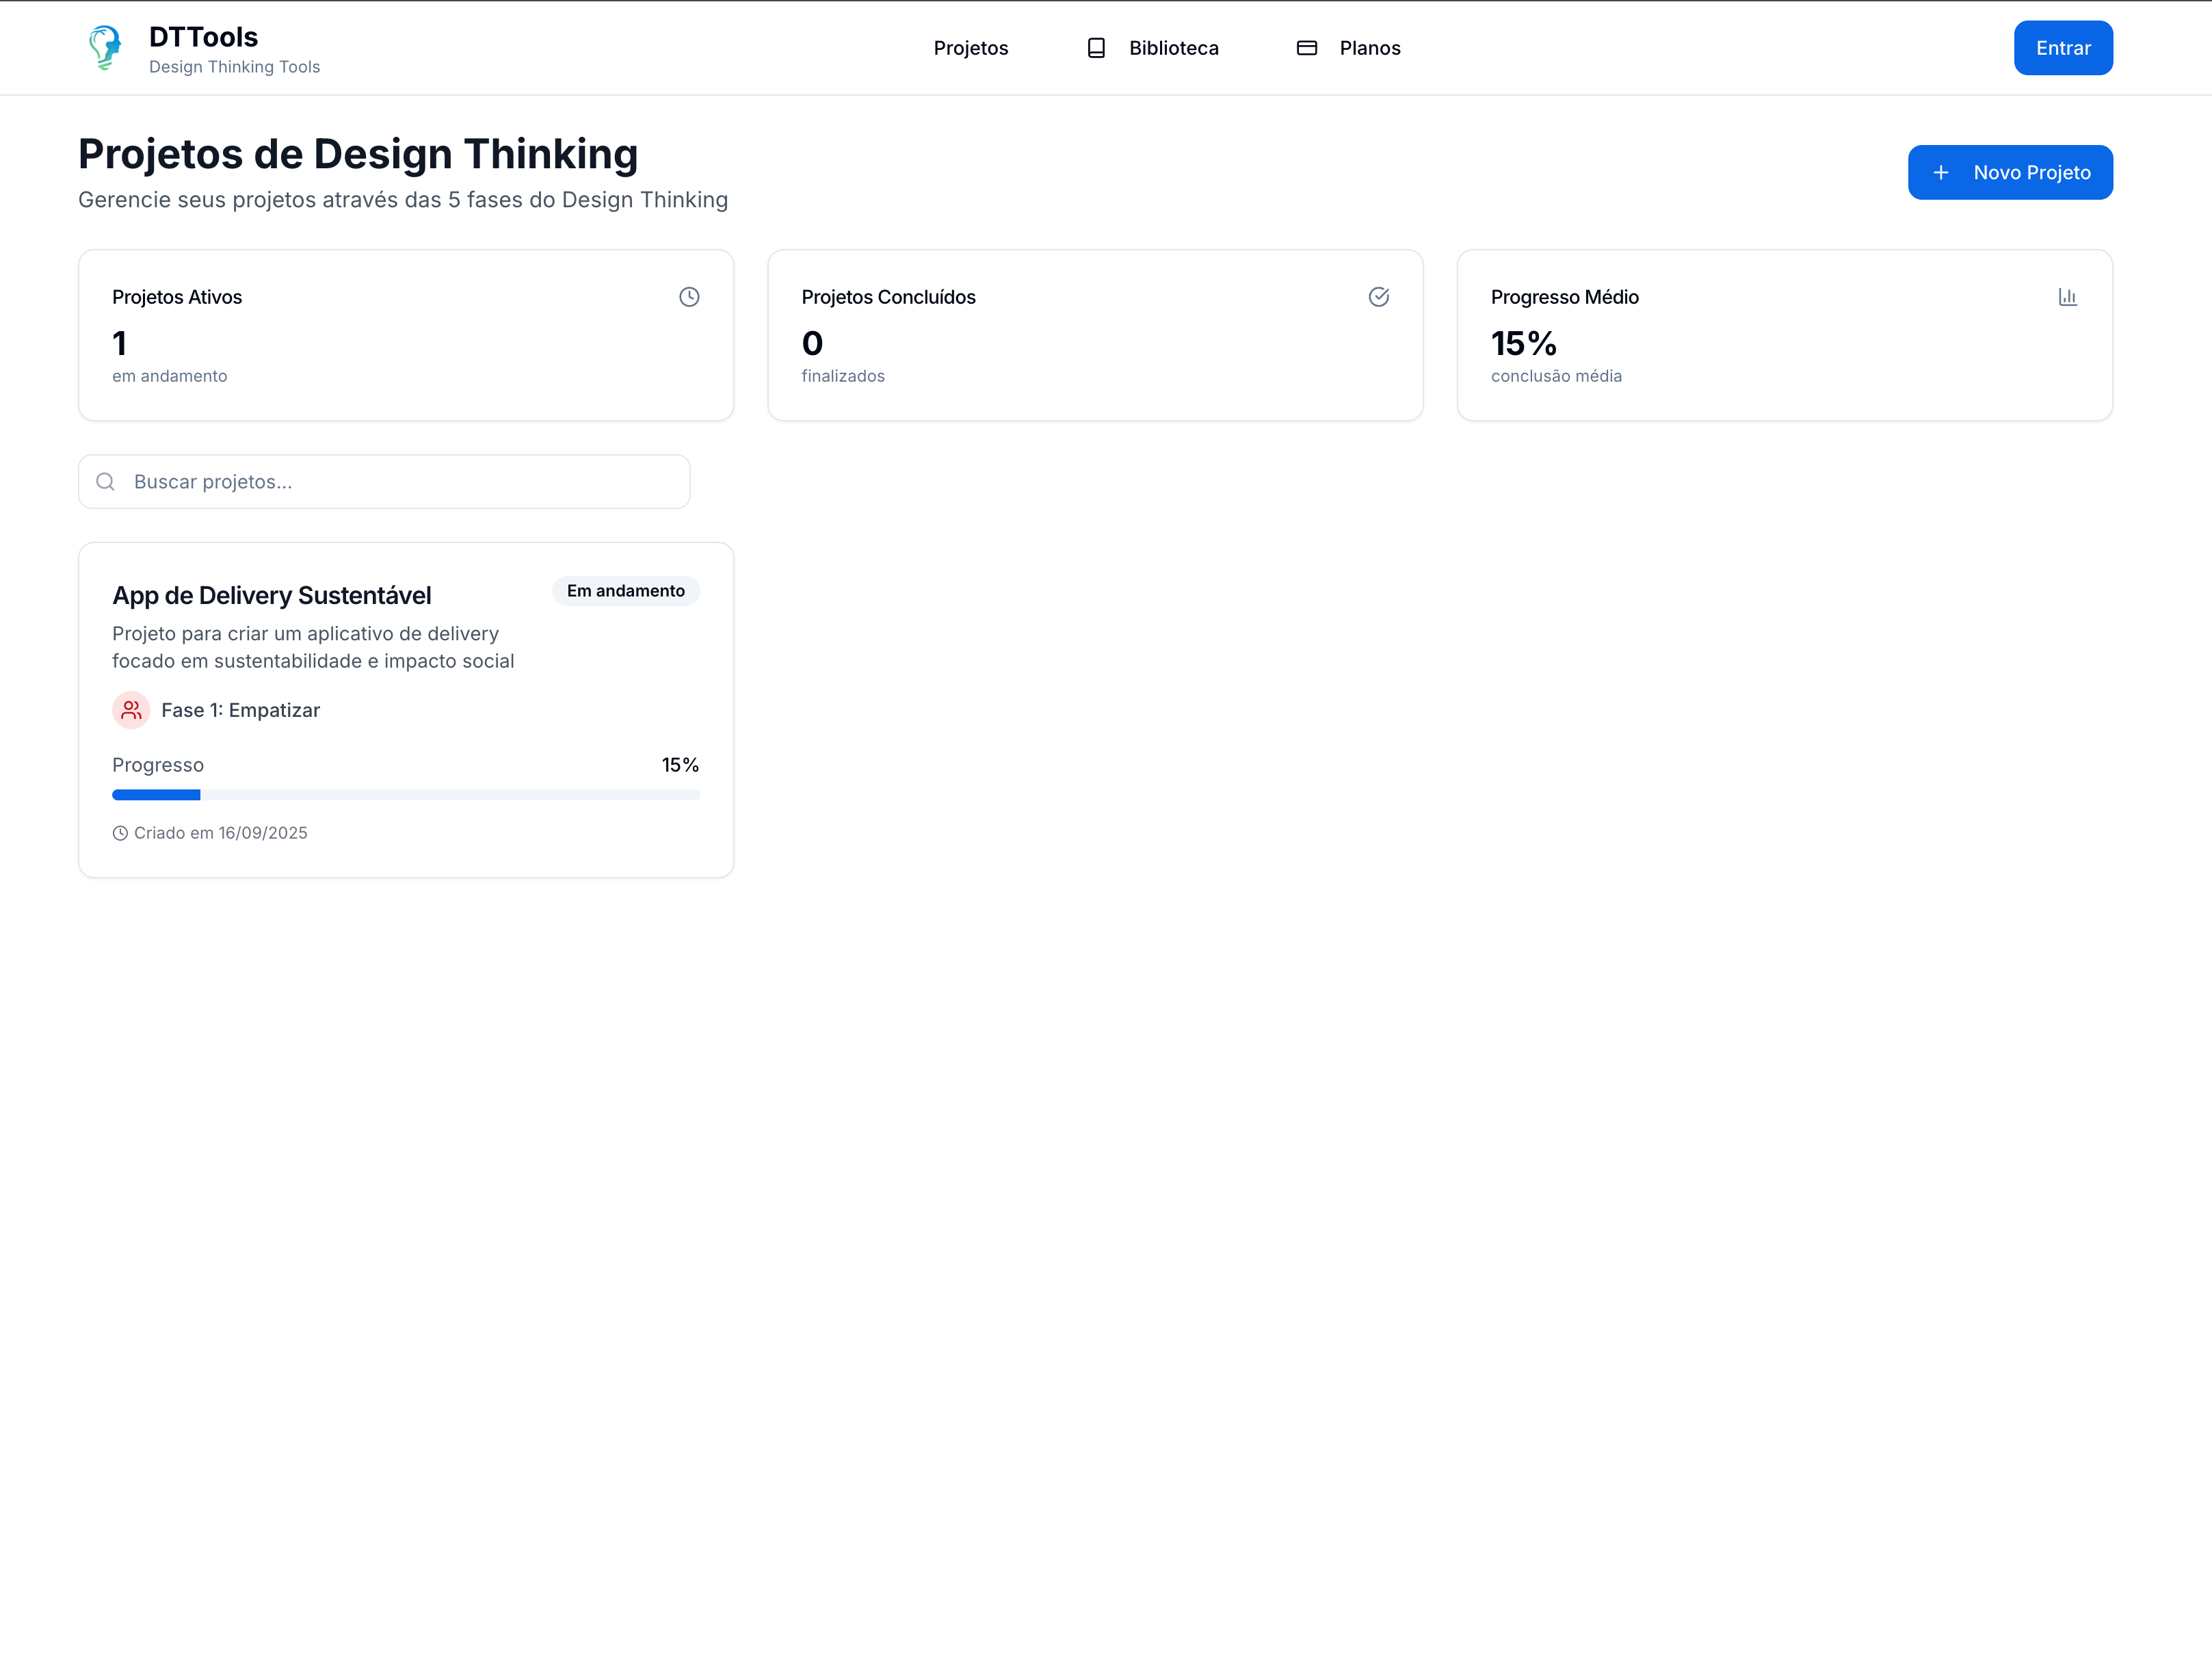 DTTools
Design Thinking Tools
Projetos
Biblioteca
Planos
Entrar
Projetos de Design Thinking
Gerencie seus projetos através das 5 fases do Design Thinking
Novo Projeto
Projetos Ativos
1
em andamento
Projetos Concluídos
0
finalizados
Progresso Médio
15%
conclusão média
Buscar projetos...
App de Delivery Sustentável
Em andamento
Projeto para criar um aplicativo de delivery
focado em sustentabilidade e impacto social
Fase 1: Empatizar
Progresso
15%
Criado em 16/09/2025